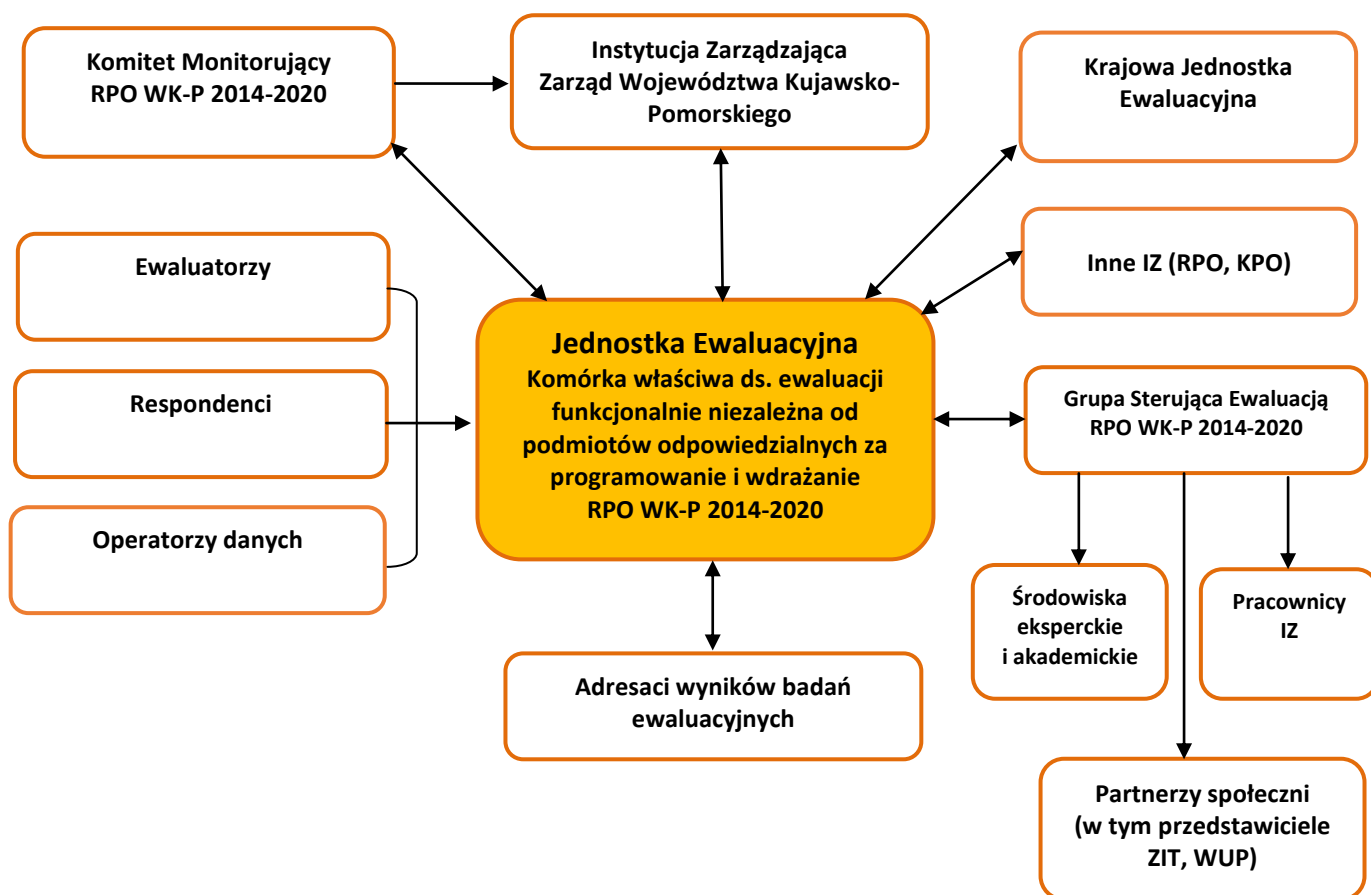 Komitet Monitorujący
RPO WK-P 2014-2020
Instytucja Zarządzająca
Zarząd Województwa Kujawsko-
Pomorskiego
Krajowa Jednostka
Ewaluacyjna
Ewaluatorzy
Inne IZ (RPO, KPO)
Jednostka Ewaluacyjna
Komórka właściwa ds. ewaluacji
funkcjonalnie niezależna od
podmiotów odpowiedzialnych za
programowanie i wdrażanie
RPO WK-P 2014-2020
Respondenci
Grupa Sterująca Ewaluacją
RPO WK-P 2014-2020
Operatorzy danych
Środowiska
eksperckie
i akademickie
Pracownicy
IZ
Adresaci wyników badań
ewaluacyjnych
Partnerzy społeczni
(w tym przedstawiciele
ZIT, WUP)